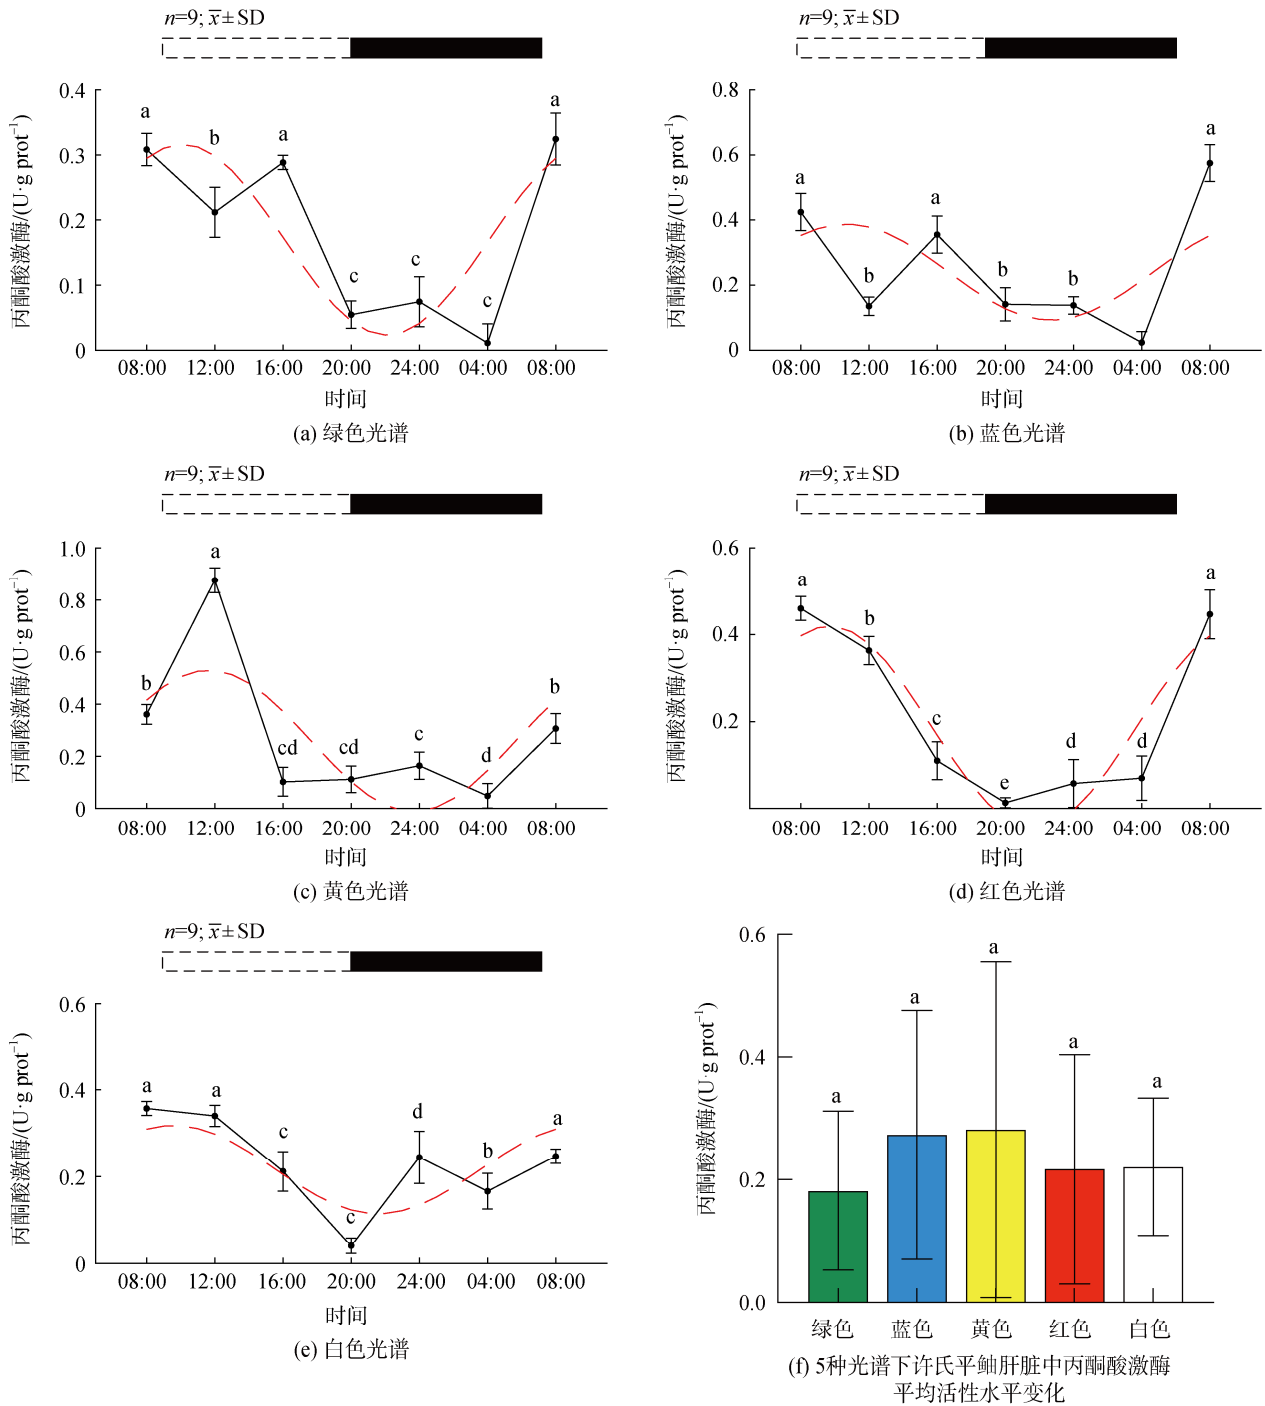 n=9; x̅±SD
丙酮酸激酶/(U·g prot⁻¹)
0.4
0.3
0.2
0.1
0
a
b
a
c
c
c
a
08:00 12:00 16:00 20:00 24:00 04:00 08:00
时间
(a) 绿色光谱
n=9; x̅±SD
丙酮酸激酶/(U·g prot⁻¹)
0.8
0.6
0.4
0.2
0
a
b
a
b
b
a
08:00 12:00 16:00 20:00 24:00 04:00 08:00
时间
(b) 蓝色光谱
n=9; x̅±SD
丙酮酸激酶/(U·g prot⁻¹)
1.0
0.8
0.6
0.4
0.2
0
b
a
cd
cd
c
d
b
08:00 12:00 16:00 20:00 24:00 04:00 08:00
时间
(c) 黄色光谱
n=9; x̅±SD
丙酮酸激酶/(U·g prot⁻¹)
0.6
0.4
0.2
a
b
c
e
d
d
a
08:00 12:00 16:00 20:00 24:00 04:00 08:00
时间
(d) 红色光谱
n=9; x̅±SD
丙酮酸激酶/(U·g prot⁻¹)
0.6
0.4
0.2
0
a
a
c
c
d
b
a
08:00 12:00 16:00 20:00 24:00 04:00 08:00
时间
(e) 白色光谱
丙酮酸激酶/(U·g prot⁻¹)
0.6
0.4
0.2
0.0
a
a
a
a
a
绿色 蓝色 黄色 红色 白色
(f) 5种光谱下许氏平鲉肝脏中丙酮酸激酶
平均活性水平变化